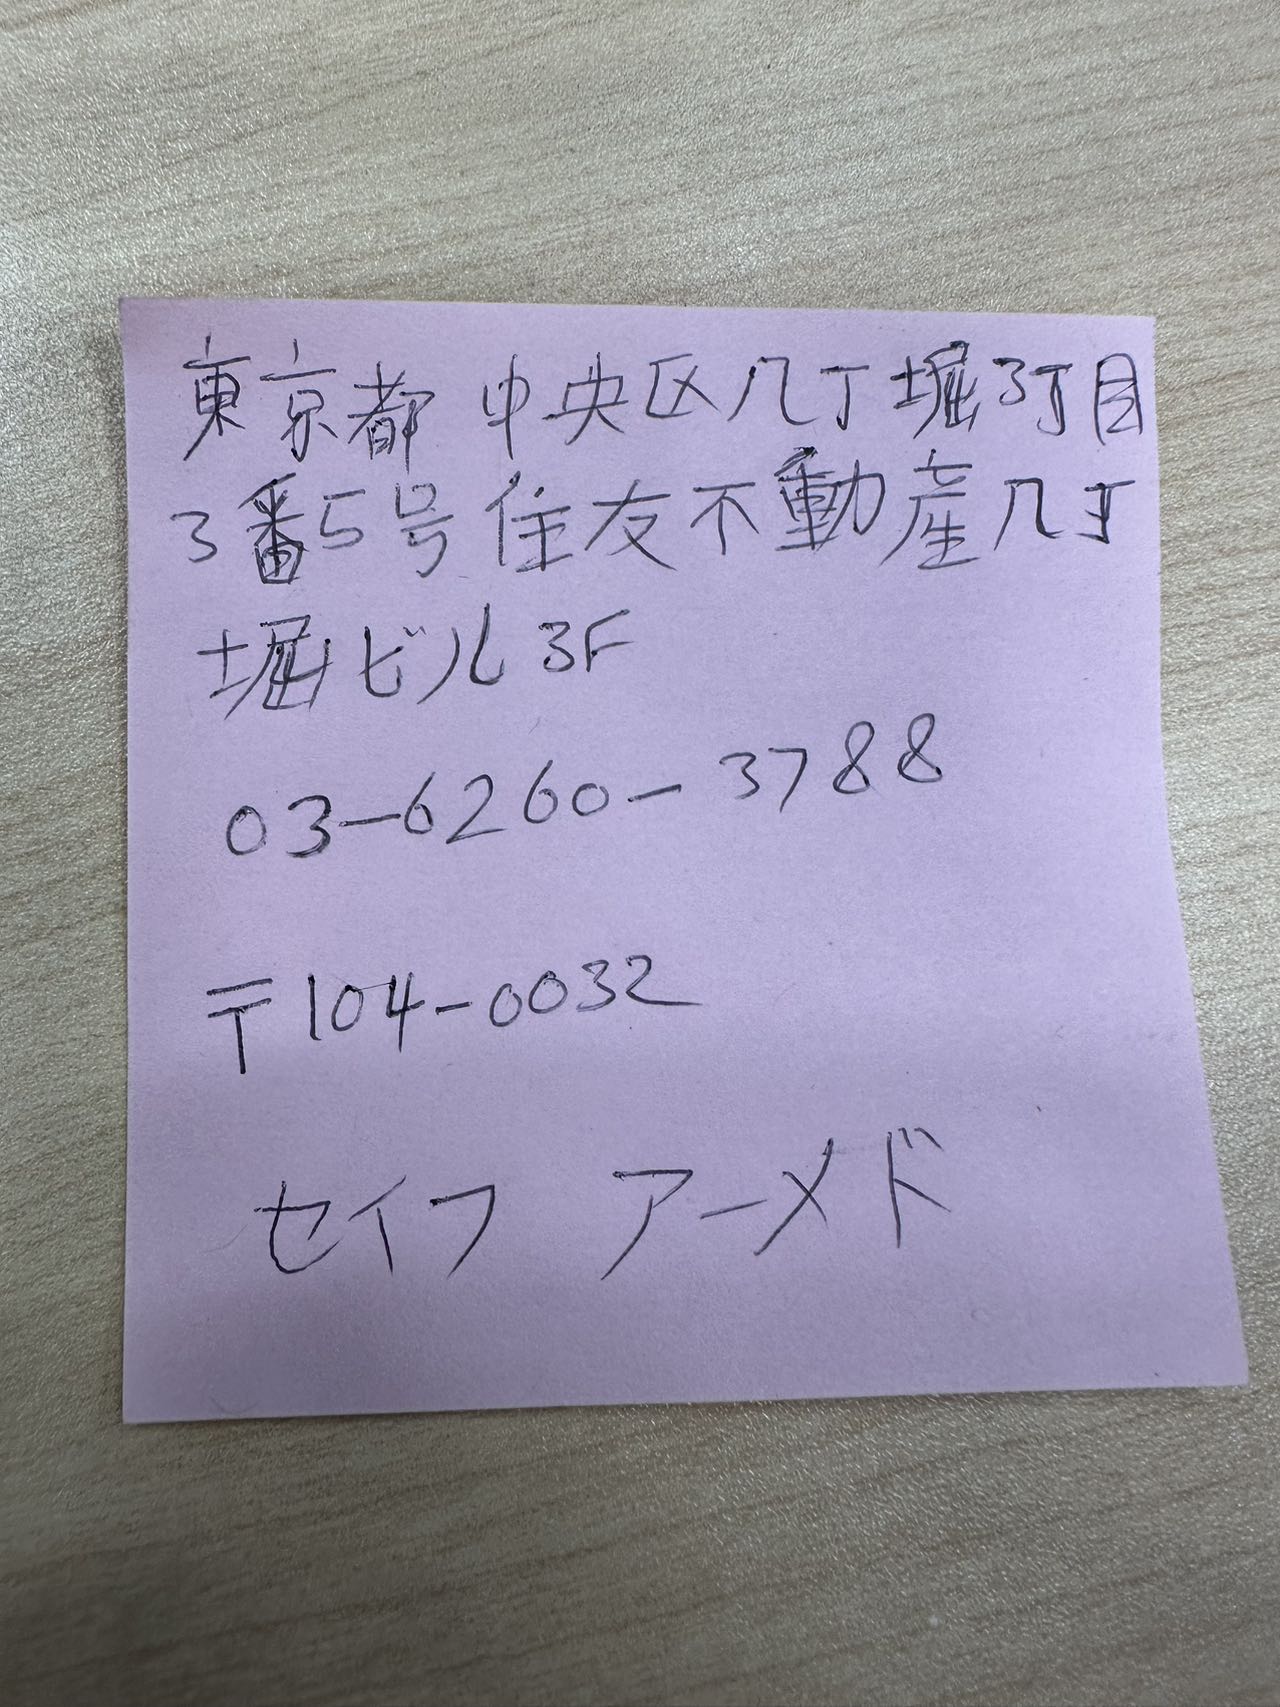 東京都 中央区八丁堀3丁目
3番5号住友不動産八丁
堀ビル3F
03-6260-3788
〒104-0032
セイフ アーメド